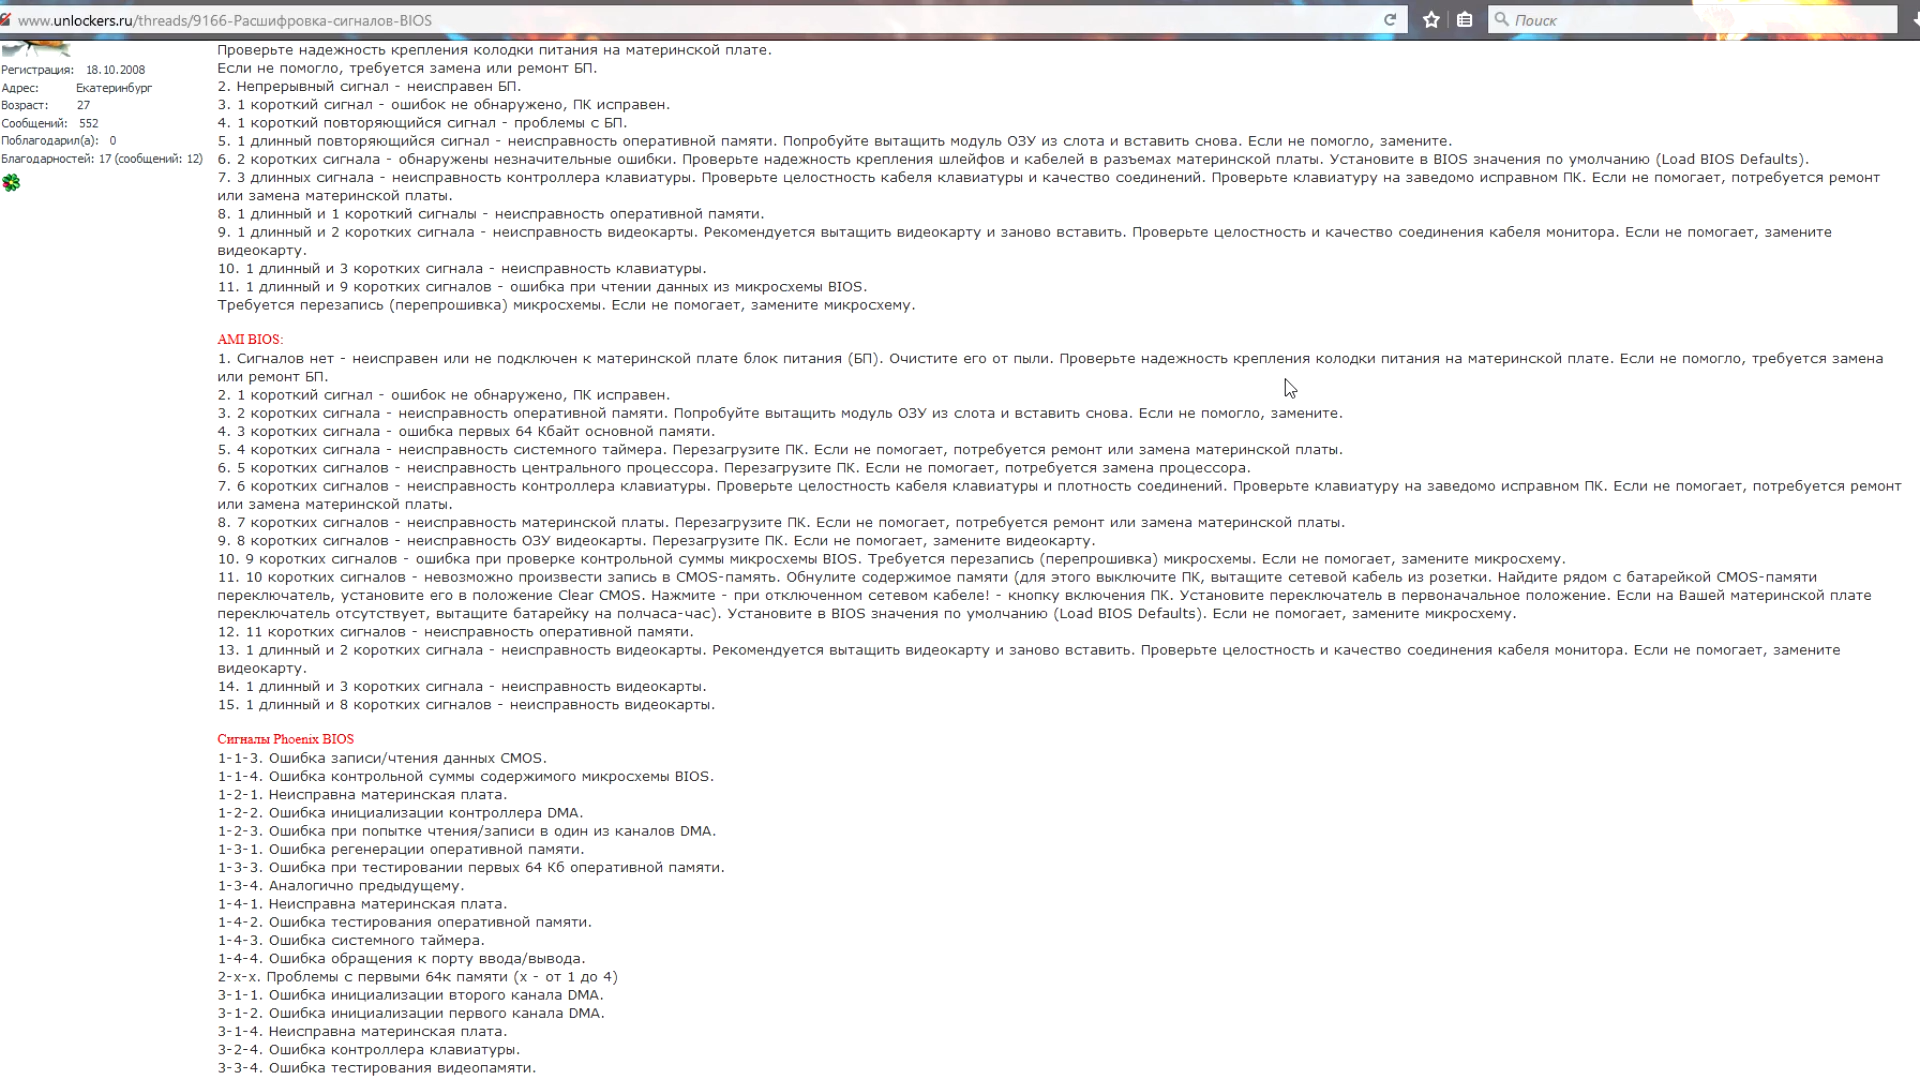 www.unlockers.ru/threads/9166-Расшифровка-сигналов-BIOS
Поиск
Регистрация: 18.10.2008
Адрес: Екатеринбург
Возраст: 27
Сообщений: 552
Поблагодарил(а): 0
Благодарностей: 17 (сообщений: 12)
Проверьте надежность крепления колодки питания на материнской плате.
Если не помогло, требуется замена или ремонт БП.
2. Непрерывный сигнал - неисправен БП.
3. 1 короткий сигнал - ошибок не обнаружено, ПК исправен.
4. 1 короткий повторяющийся сигнал - проблемы с БП.
5. 1 длинный повторяющийся сигнал - неисправность оперативной памяти. Попробуйте вытащить модуль ОЗУ из слота и вставить снова. Если не помогло, замените.
6. 2 коротких сигнала - обнаружены незначительные ошибки. Проверьте надежность крепления шлейфов и кабелей в разъемах материнской платы. Установите в BIOS значения по умолчанию (Load BIOS Defaults).
7. 3 длинных сигнала - неисправность контроллера клавиатуры. Проверьте целостность кабеля клавиатуры и качество соединений. Проверьте клавиатуру на заведомо исправном ПК. Если не помогает, потребуется ремонт
или замена материнской платы.
8. 1 длинный и 1 короткий сигналы - неисправность оперативной памяти.
9. 1 длинный и 2 коротких сигнала - неисправность видеокарты. Рекомендуется вытащить видеокарту и заново вставить. Проверьте целостность и качество соединения кабеля монитора. Если не помогает, замените
видеокарту.
10. 1 длинный и 3 коротких сигнала - неисправность клавиатуры.
11. 1 длинный и 9 коротких сигналов - ошибка при чтении данных из микросхемы BIOS.
Требуется перезапись (перепрошивка) микросхемы. Если не помогает, замените микросхему.
AMI BIOS:
1. Сигналов нет - неисправен или не подключен к материнской плате блок питания (БП). Очистите его от пыли. Проверьте надежность крепления колодки питания на материнской плате. Если не помогло, требуется замена
или ремонт БП.
2. 1 короткий сигнал - ошибок не обнаружено, ПК исправен.
3. 2 коротких сигнала - неисправность оперативной памяти. Попробуйте вытащить модуль ОЗУ из слота и вставить снова. Если не помогло, замените.
4. 3 коротких сигнала - ошибка первых 64 Кбайт основной памяти.
5. 4 коротких сигнала - неисправность системного таймера. Перезагрузите ПК. Если не помогает, потребуется ремонт или замена материнской платы.
6. 5 коротких сигналов - неисправность центрального процессора. Перезагрузите ПК. Если не помогает, потребуется замена процессора.
7. 6 коротких сигналов - неисправность контроллера клавиатуры. Проверьте целостность кабеля клавиатуры и плотность соединений. Проверьте клавиатуру на заведомо исправном ПК. Если не помогает, потребуется ремонт
или замена материнской платы.
8. 7 коротких сигналов - неисправность материнской платы. Перезагрузите ПК. Если не помогает, потребуется ремонт или замена материнской платы.
9. 8 коротких сигналов - неисправность ОЗУ видеокарты. Перезагрузите ПК. Если не помогает, замените видеокарту.
10. 9 коротких сигналов - ошибка при проверке контрольной суммы микросхемы BIOS. Требуется перезапись (перепрошивка) микросхемы. Если не помогает, замените микросхему.
11. 10 коротких сигналов - невозможно произвести запись в CMOS-память. Обнулите содержимое памяти (для этого выключите ПК, вытащите сетевой кабель из розетки. Найдите рядом с батарейкой CMOS-памяти
переключатель, установите его в положение Clear CMOS. Нажмите - при отключенном сетевом кабеле! - кнопку включения ПК. Установите переключатель в первоначальное положение. Если на Вашей материнской плате
переключатель отсутствует, вытащите батарейку на полчаса-час). Установите в BIOS значения по умолчанию (Load BIOS Defaults). Если не помогает, замените микросхему.
12. 11 коротких сигналов - неисправность оперативной памяти.
13. 1 длинный и 2 коротких сигнала - неисправность видеокарты. Рекомендуется вытащить видеокарту и заново вставить. Проверьте целостность и качество соединения кабеля монитора. Если не помогает, замените
видеокарту.
14. 1 длинный и 3 коротких сигнала - неисправность видеокарты.
15. 1 длинный и 8 коротких сигналов - неисправность видеокарты.
Сигналы Phoenix BIOS
1-1-3. Ошибка записи/чтения данных CMOS.
1-1-4. Ошибка контрольной суммы содержимого микросхемы BIOS.
1-2-1. Неисправна материнская плата.
1-2-2. Ошибка инициализации контроллера DMA.
1-2-3. Ошибка при попытке чтения/записи в один из каналов DMA.
1-3-1. Ошибка регенерации оперативной памяти.
1-3-3. Ошибка при тестировании первых 64 Кб оперативной памяти.
1-3-4. Аналогично предыдущему.
1-4-1. Неисправна материнская плата.
1-4-2. Ошибка тестирования оперативной памяти.
1-4-3. Ошибка системного таймера.
1-4-4. Ошибка обращения к порту ввода/вывода.
2-x-x. Проблемы с первыми 64к памяти (x - от 1 до 4)
3-1-1. Ошибка инициализации второго канала DMA.
3-1-2. Ошибка инициализации первого канала DMA.
3-1-4. Неисправна материнская плата.
3-2-4. Ошибка контроллера клавиатуры.
3-3-4. Ошибка тестирования видеопамяти.